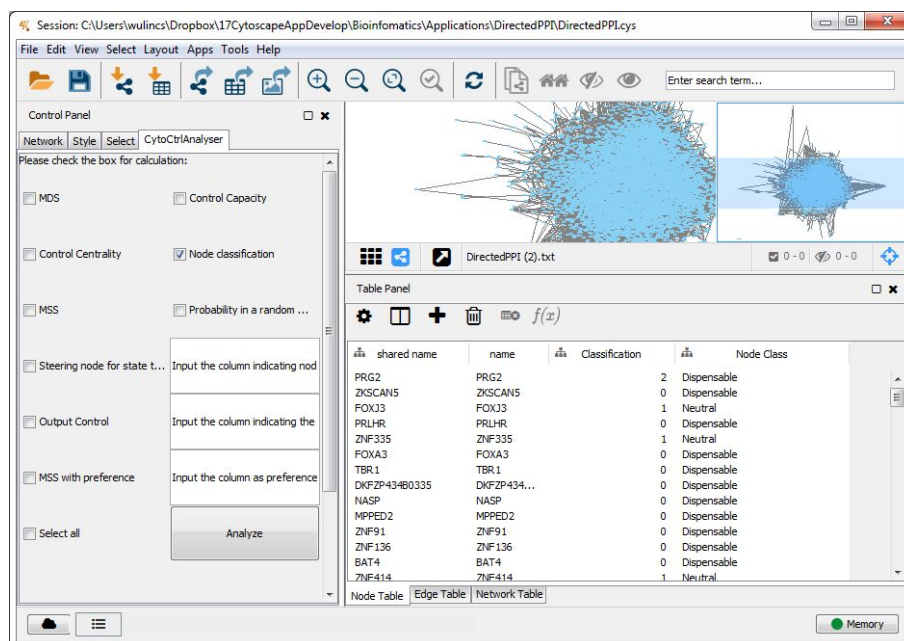 Session: C:\Users\wulincs\Dropbox\17CytoscapeAppDevelop\Bioinfomatics\Applications\DirectedPPI\DirectedPPI.cys
File Edit View Select Layout Apps Tools Help
Enter search term...
Control Panel
Network Style Select CytoCtrlAnalyser
Please check the box for calculation:
MDS Control Capacity
Control Centrality Node classification
MSS Probability in a random ...
Steering node for state t... Input the column indicating nod
Output Control Input the column indicating the
MSS with preference Input the column as preference
Select all Analyze
DirectedPPI (2).txt 0 - 0 0 - 0
Table Panel
f(x)
shared name name Classification Node Class
PRG2 PRG2 2 Dispensable
ZKSCAN5 ZKSCAN5 0 Dispensable
FOXJ3 FOXJ3 1 Neutral
PRLHR PRLHR 0 Dispensable
ZNF335 ZNF335 1 Neutral
FOXA3 FOXA3 0 Dispensable
TBR1 TBR1 0 Dispensable
DKFZP434B0335 DKFZP434... 0 Dispensable
NASP NASP 0 Dispensable
MPPED2 MPPED2 0 Dispensable
ZNF91 ZNF91 0 Dispensable
ZNF136 ZNF136 0 Dispensable
BAT4 BAT4 0 Dispensable
ZNF414 ZNF414 1 Neutral
Node Table Edge Table Network Table
Memory